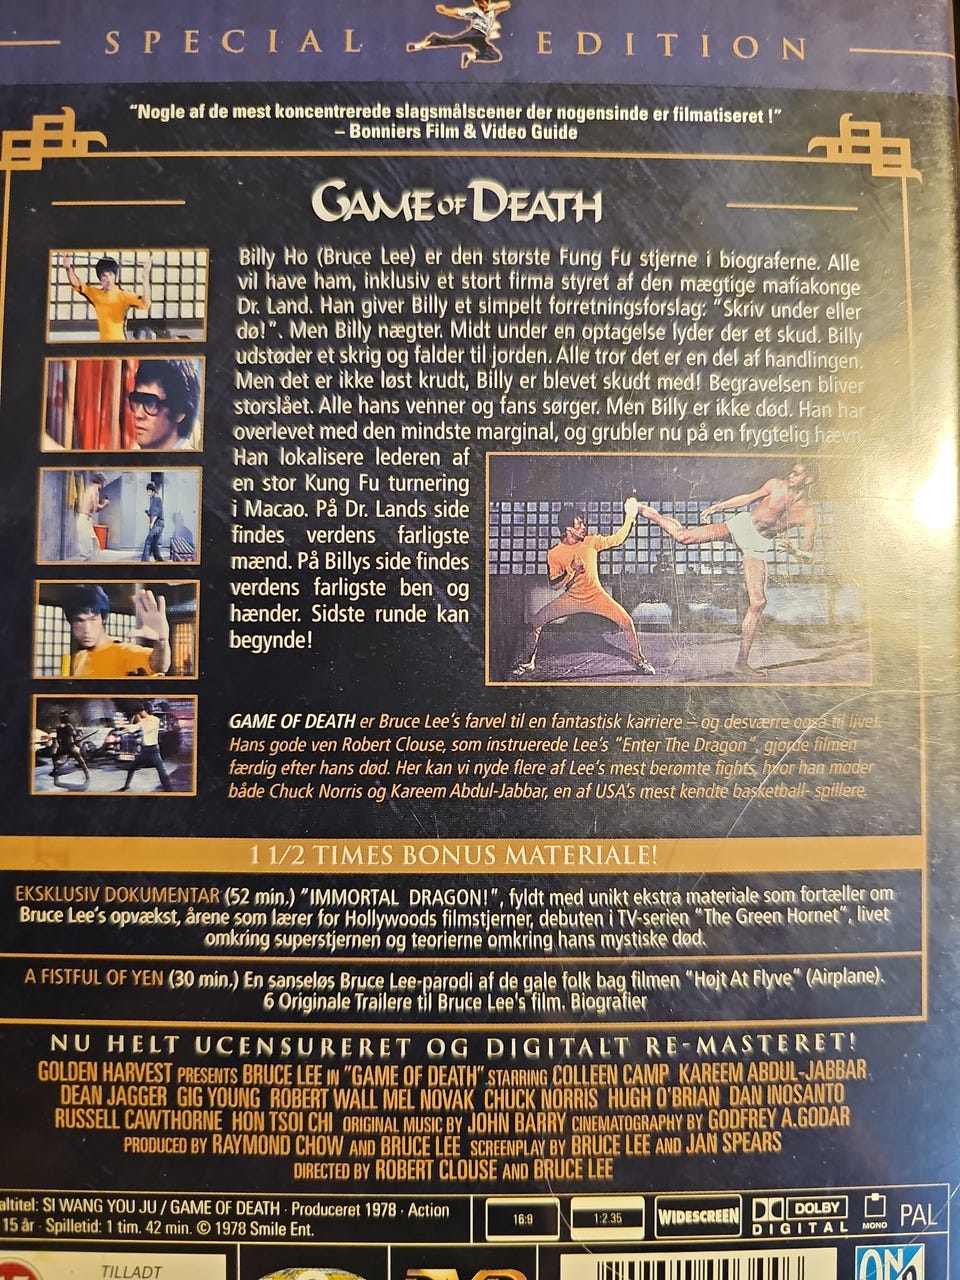 SPECIAL EDITION
"Nogle af de mest koncentrerede slagsmålscener der nogensinde er filmatiseret !"
– Bonniers Film & Video Guide
GAME OF DEATH
Billy Ho (Bruce Lee) er den største Fung Fu stjerne i biograferne. Alle
vil have ham, inklusiv et stort firma styret af den mægtige mafiakonge
Dr. Land. Han giver Billy et simpelt forretningsforslag: "Skriv under eller
dø!". Men Billy nægter. Midt under en optagelse lyder der et skud. Billy
udstøder et skrig og falder til jorden. Alle tror det er en del af handlingen.
Men det er ikke løst krudt, Billy er blevet skudt med! Begravelsen bliver
storslået. Alle hans venner og fans sørger. Men Billy er ikke død. Han har
overlevet med den mindste marginal, og grubler nu på en frygtelig hævn.
Han lokalisere lederen af
en stor Kung Fu turnering
i Macao. På Dr. Lands side
findes verdens farligste
mænd. På Billys side findes
verdens farligste ben og
hænder. Sidste runde kan
begynde!
GAME OF DEATH er Bruce Lee's farvel til en fantastisk karriere – og desværre også til livet.
Hans gode ven Robert Clouse, som instruerede Lee's "Enter The Dragon", gjorde filmen
færdig efter hans død. Her kan vi nyde flere af Lee's mest berømte fights, hvor han møder
både Chuck Norris og Kareem Abdul-Jabbar, en af USA's mest kendte basketball- spillere.
1 1/2 TIMES BONUS MATERIALE!
EKSKLUSIV DOKUMENTAR (52 min.) "IMMORTAL DRAGON!", fyldt med unikt ekstra materiale som fortæller om
Bruce Lee's opvækst, årene som lærer for Hollywoods filmstjerner, debuten i TV-serien "The Green Hornet", livet
omkring superstjernen og teorierne omkring hans mystiske død.
A FISTFUL OF YEN (30 min.) En sanseløs Bruce Lee-parodi af de gale folk bag filmen "Højt At Flyve" (Airplane).
6 Originale Trailere til Bruce Lee's film. Biografier
NU HELT UCENSURERET OG DIGITALT RE-MASTERET!
GOLDEN HARVEST PRESENTS BRUCE LEE IN "GAME OF DEATH" STARRING COLLEEN CAMP KAREEM ABDUL-JABBAR
DEAN JAGGER GIG YOUNG ROBERT WALL MEL NOVAK CHUCK NORRIS HUGH O'BRIAN DAN INOSANTO
RUSSELL CAWTHORNE HON TSOI CHI ORIGINAL MUSIC BY JOHN BARRY CINEMATOGRAPHY BY GODFREY A.GODAR
PRODUCED BY RAYMOND CHOW AND BRUCE LEE SCREENPLAY BY BRUCE LEE AND JAN SPEARS
DIRECTED BY ROBERT CLOUSE AND BRUCE LEE
altitel: SI WANG YOU JU / GAME OF DEATH · Produceret 1978 · Action
15 år · Spilletid: 1 tim. 42 min. © 1978 Smile Ent.
16:9
1:2.35
WIDESCREEN
DOLBY
DIGITAL
MONO
PAL
TILLADT